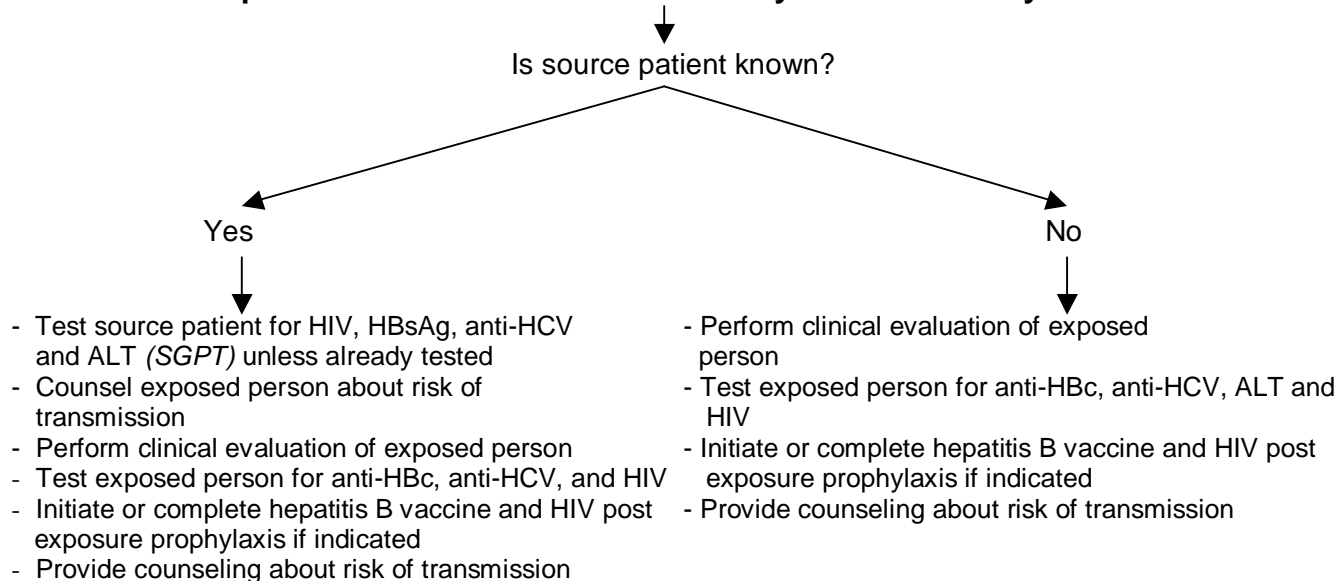 Is source patient known?
Yes
No
- Test source patient for HIV, HBsAg, anti-HCV
and ALT (SGPT) unless already tested
- Counsel exposed person about risk of
transmission
- Perform clinical evaluation of exposed person
- Test exposed person for anti-HBc, anti-HCV, and HIV
- Initiate or complete hepatitis B vaccine and HIV post
exposure prophylaxis if indicated
- Provide counseling about risk of transmission
- Perform clinical evaluation of exposed
person
- Test exposed person for anti-HBc, anti-HCV, ALT and
HIV
- Initiate or complete hepatitis B vaccine and HIV post
exposure prophylaxis if indicated
- Provide counseling about risk of transmission